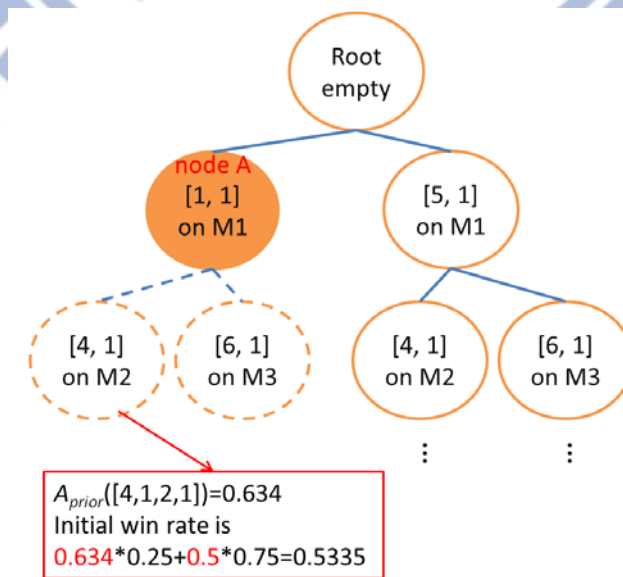 Root
empty
node A
[1, 1]
on M1
[5, 1]
on M1
[4, 1]
on M2
[6, 1]
on M3
[4, 1]
on M2
[6, 1]
on M3
⋮
⋮
A_prior([4,1,2,1])=0.634
Initial win rate is
0.634*0.25+0.5*0.75=0.5335